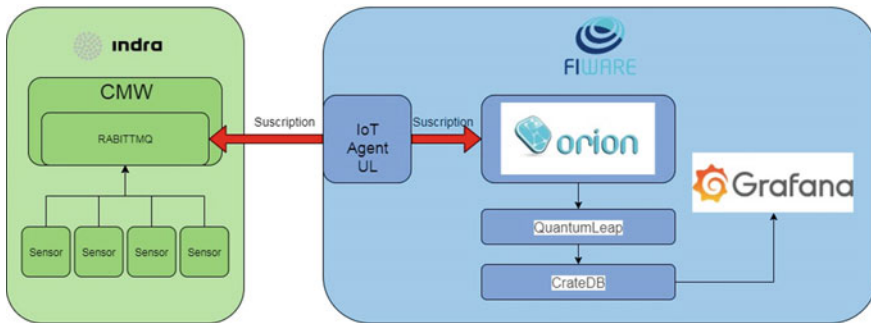 indra
CMW
RABITTMQ
Sensor
Sensor
Sensor
Sensor
Suscription
IoT
Agent
UL
Suscription
FIWARE
orion
QuantumLeap
CrateDB
Grafana